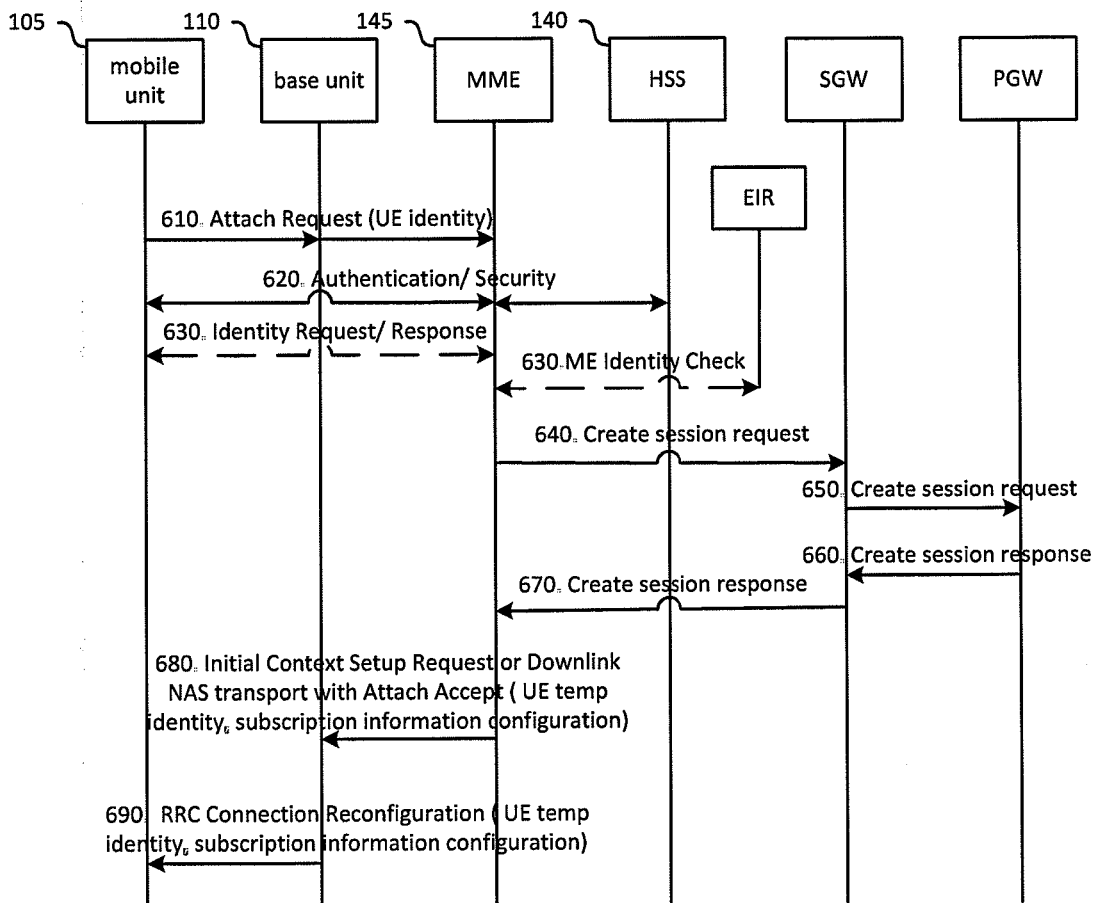 105 110 145 140
mobile unit
base unit
MME
HSS
SGW
PGW
EIR
610. Attach Request (UE identity)
620. Authentication/ Security
630. Identity Request/ Response
630. ME Identity Check
640. Create session request
650. Create session request
660. Create session response
670. Create session response
680. Initial Context Setup Request or Downlink
NAS transport with Attach Accept ( UE temp
identity, subscription information configuration)
690. RRC Connection Reconfiguration ( UE temp
identity, subscription information configuration)